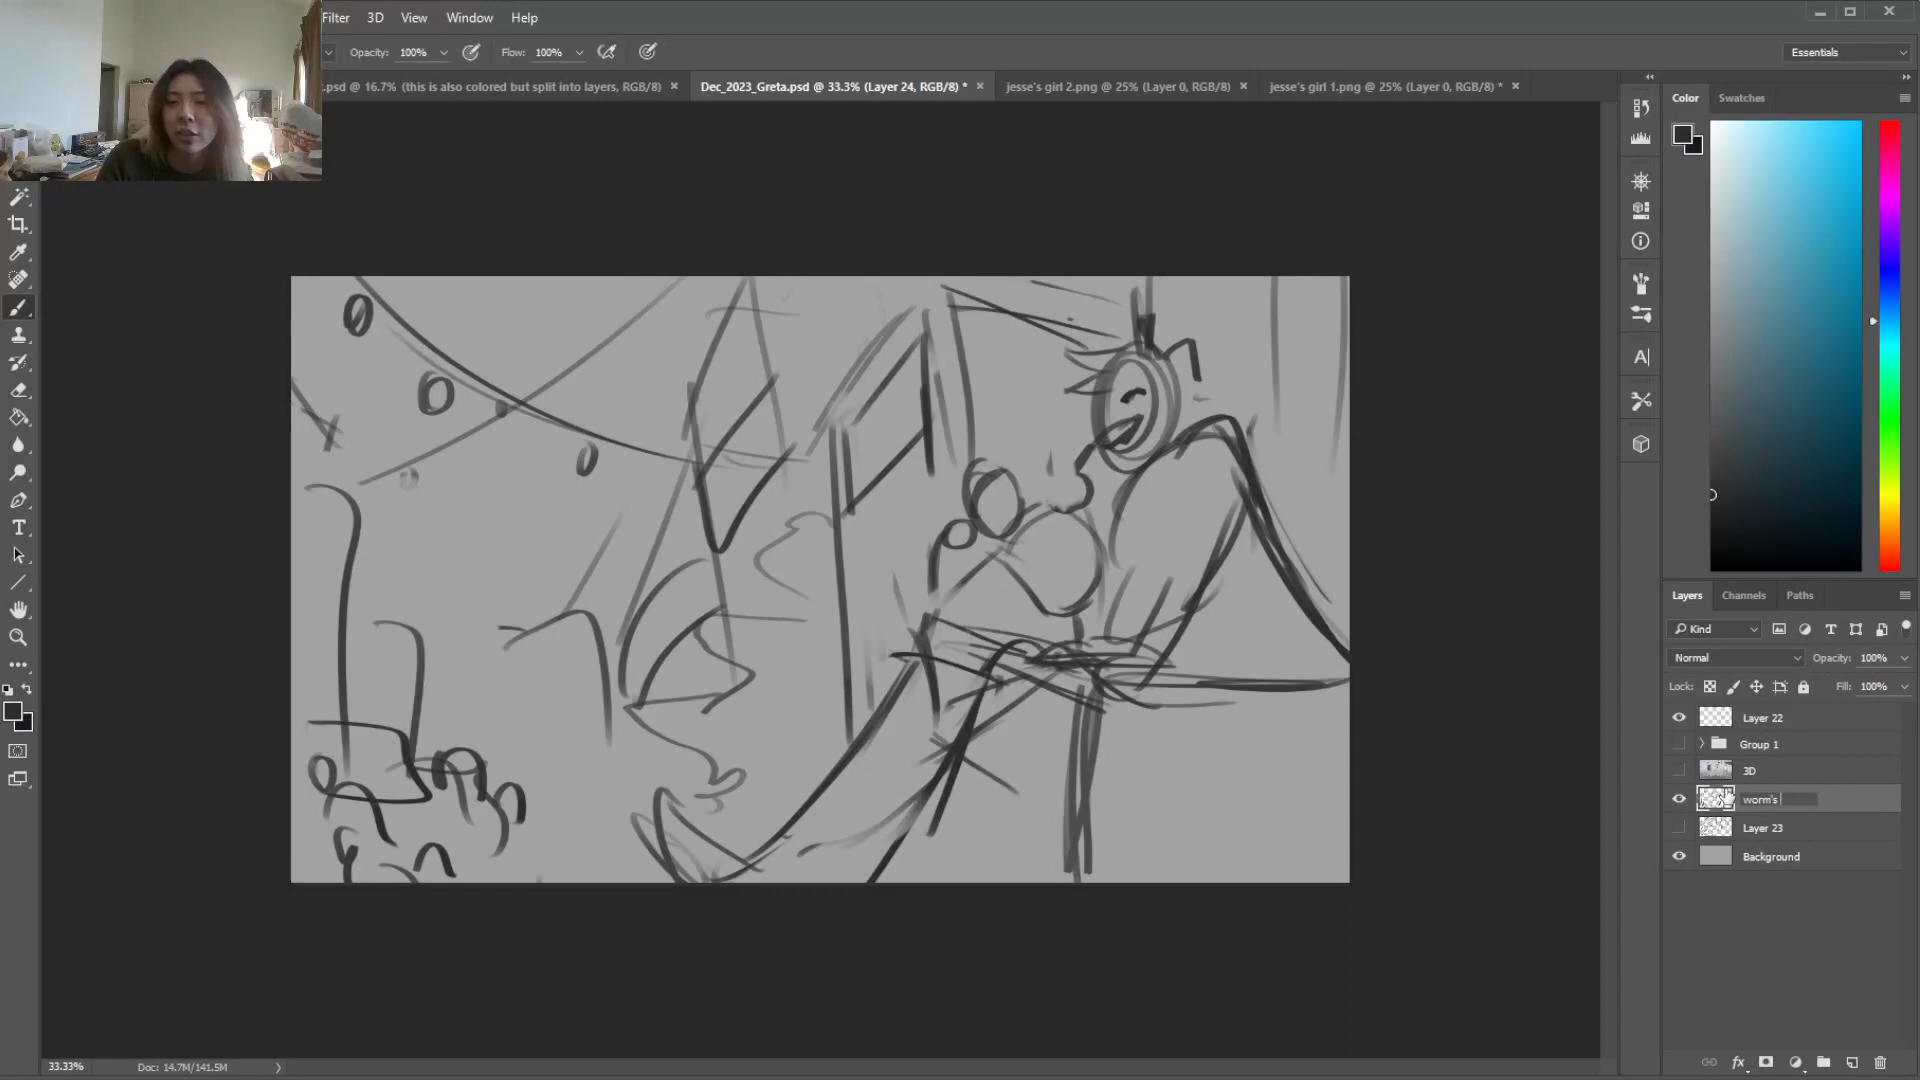 Filter 3D View Window Help
Opacity: 100% Flow: 100% Essentials
.psd @ 16.7% (this is also colored but split into layers, RGB/8) × Dec_2023_Greta.psd @ 33.3% (Layer 24, RGB/8) * × jesse's girl 2.png @ 25% (Layer 0, RGB/8) × jesse's girl 1.png @ 25% (Layer 0, RGB/8) * ×
Color Swatches
Layers Channels Paths
Kind
Normal Opacity: 100%
Lock: Fill: 100%
Layer 22
Group 1
3D
worm's
Layer 23
Background
33.33% Doc: 14.7M/141.5M